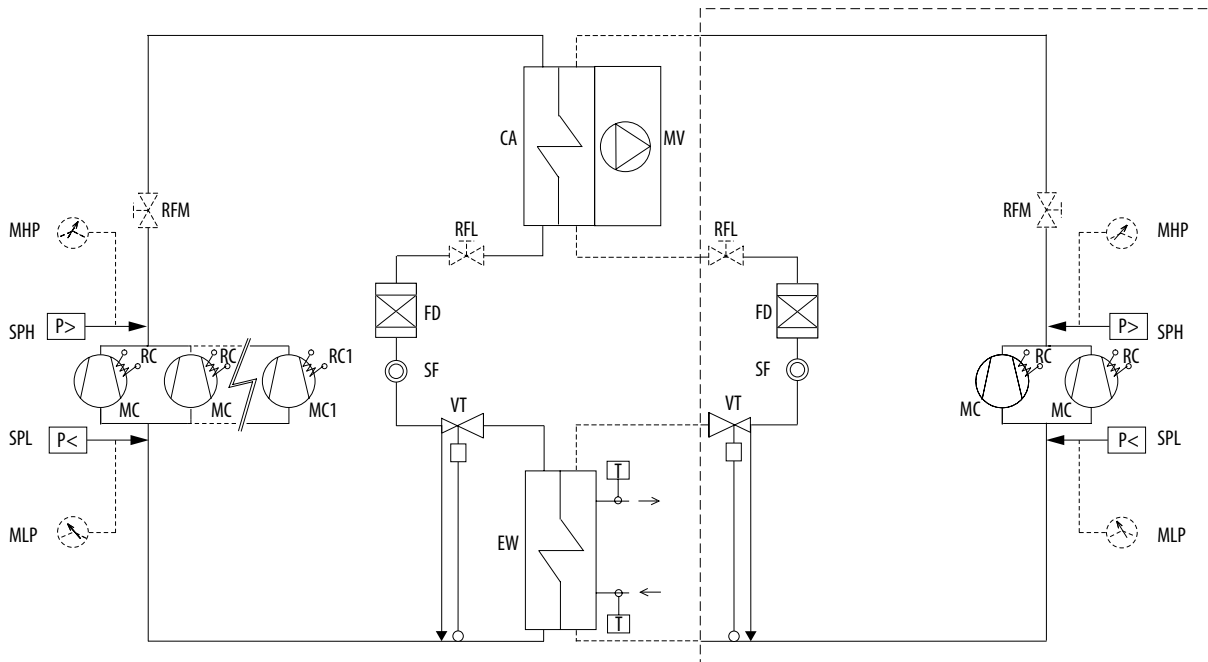 CA
MV
RFM
RFM
MHP
MHP
RFL
RFL
FD
FD
SPH
P>
P>
SPH
RC
RC
RC1
RC
RC
SF
SF
MC
MC
MC1
MC
MC
VT
VT
SPL
P<
P<
SPL
T
MLP
EW
MLP
T